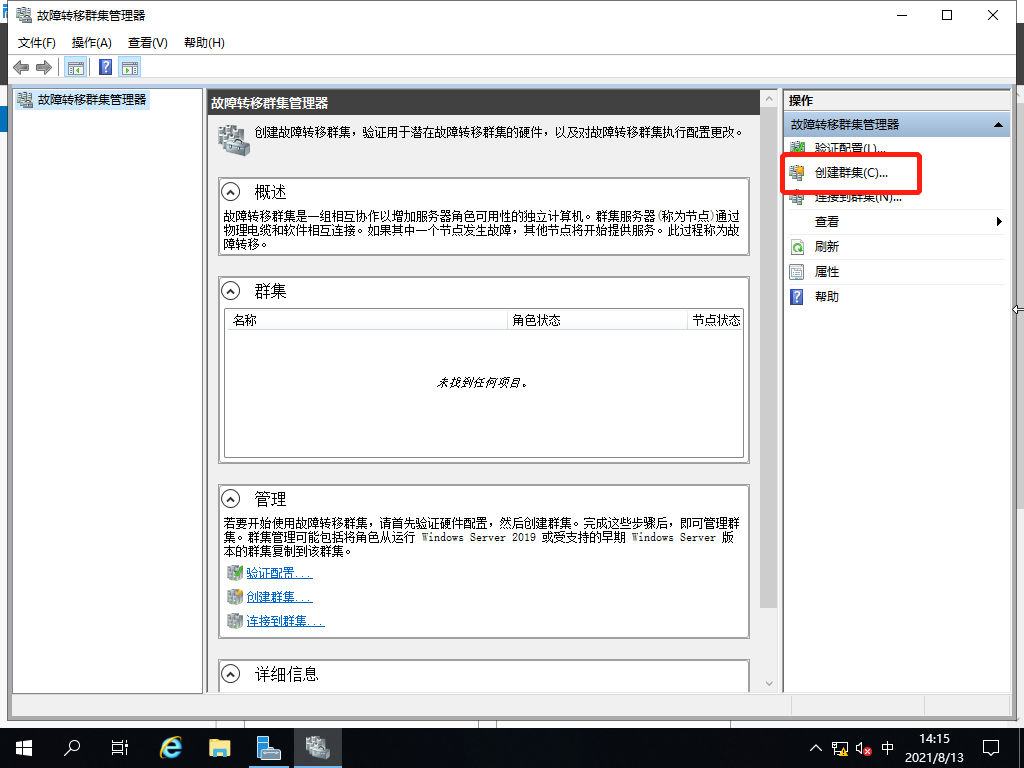 故障转移群集管理器
文件(F) 操作(A) 查看(V) 帮助(H)
故障转移群集管理器
故障转移群集管理器
创建故障转移群集，验证用于潜在故障转移群集的硬件，以及对故障转移群集执行配置更改。
概述
故障转移群集是一组相互协作以增加服务器角色可用性的独立计算机。群集服务器(称为节点)通过
物理电缆和软件相互连接。如果其中一个节点发生故障，其他节点将开始提供服务。此过程称为故
障转移。
群集
名称 角色状态 节点状态
未找到任何项目。
管理
若要开始使用故障转移群集，请首先验证硬件配置，然后创建群集。完成这些步骤后，即可管理群
集。群集管理可能包括将角色从运行 Windows Server 2019 或受支持的早期 Windows Server 版
本的群集复制到该群集。
验证配置...
创建群集...
连接到群集...
详细信息
操作
故障转移群集管理器
验证配置(L)...
创建群集(C)...
连接到群集(N)...
查看
刷新
属性
帮助
中
14:15
2021/8/13